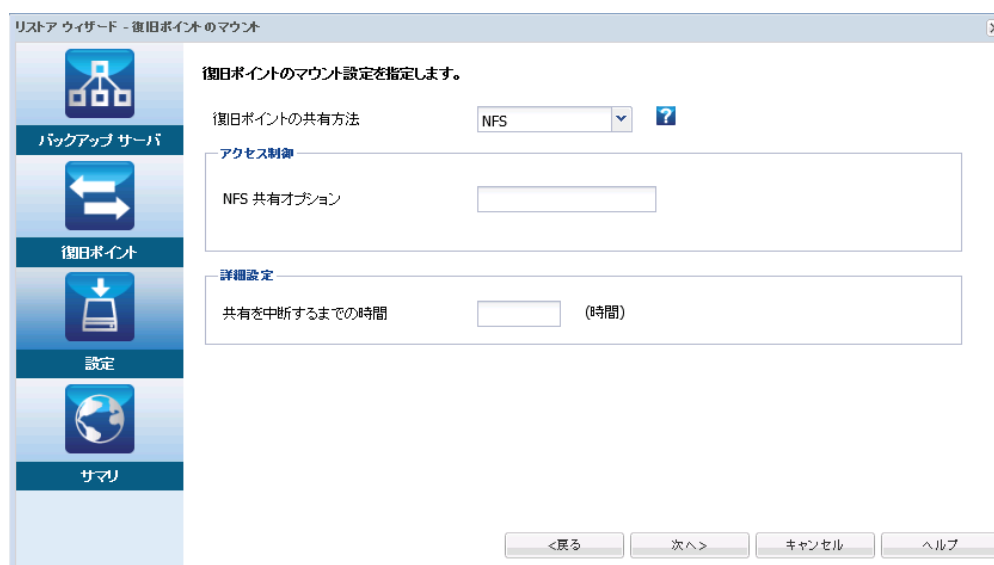 リストア ウィザード - 復旧ポイントのマウント
バックアップ サーバ
復旧ポイント
設定
サマリ
復旧ポイントのマウント設定を指定します。
復旧ポイントの共有方法 NFS ?
アクセス制御
NFS 共有オプション
詳細設定
共有を中断するまでの時間 (時間)
<戻る 次へ> キャンセル ヘルプ